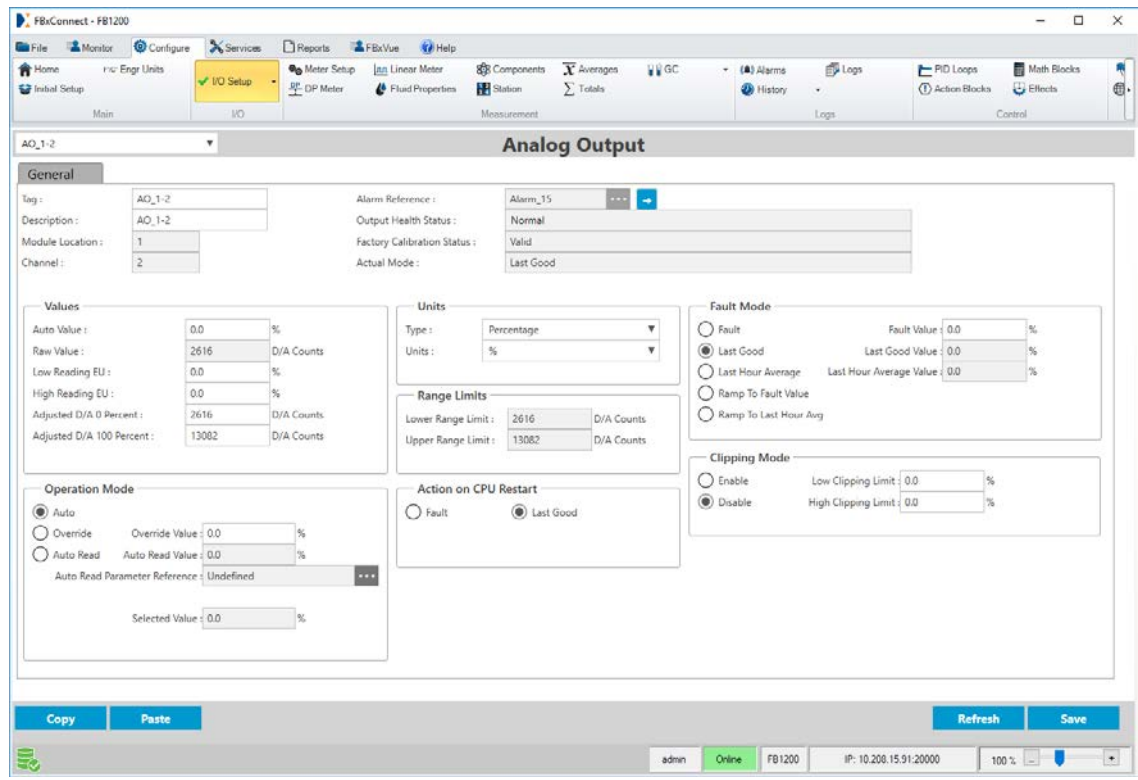 FBxConnect - FB1200
File Monitor Configure Services Reports FBxVue Help
Home Engr Units I/O Setup Meter Setup Linear Meter Components Averages GC Alarms Logs PID Loops Math Blocks
Initial Setup DP Meter Fluid Properties Station Totals History Action Blocks Effects
Main I/O Measurement Logs Control
AO_1-2 Analog Output
General
Tag : AO_1-2 Alarm Reference : Alarm_15
Description : AO_1-2 Output Health Status : Normal
Module Location : 1 Factory Calibration Status : Valid
Channel : 2 Actual Mode : Last Good
Values
Auto Value : 0.0 %
Raw Value : 2616 D/A Counts
Low Reading EU : 0.0 %
High Reading EU : 0.0 %
Adjusted D/A 0 Percent : 2616 D/A Counts
Adjusted D/A 100 Percent : 13082 D/A Counts
Units
Type : Percentage
Units : %
Range Limits
Lower Range Limit : 2616 D/A Counts
Upper Range Limit : 13082 D/A Counts
Fault Mode
Fault Fault Value : 0.0 %
Last Good Last Good Value : 0.0 %
Last Hour Average Last Hour Average Value : 0.0 %
Ramp To Fault Value
Ramp To Last Hour Avg
Operation Mode
Auto
Override Override Value : 0.0 %
Auto Read Auto Read Value : 0.0 %
Auto Read Parameter Reference : Undefined
Selected Value : 0.0 %
Action on CPU Restart
Fault Last Good
Clipping Mode
Enable Low Clipping Limit : 0.0 %
Disable High Clipping Limit : 0.0 %
Copy Paste Refresh Save
admin Online FB1200 IP: 10.208.15.91:20000 100 %